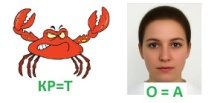 КР=Т
О = А